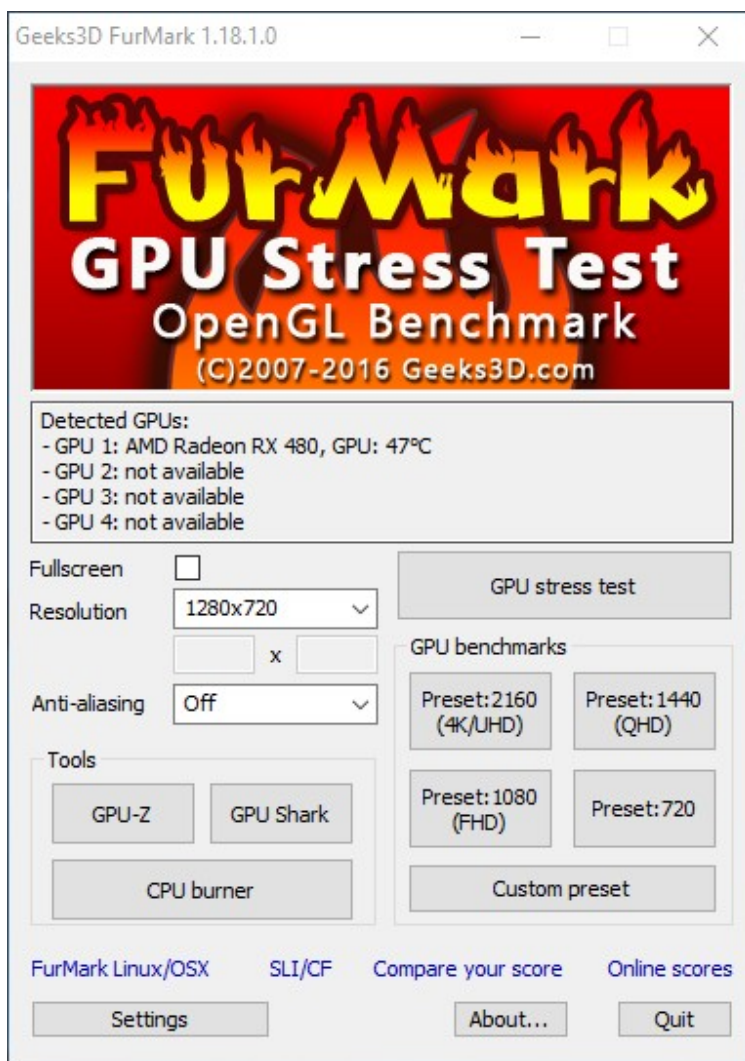 Geeks3D FurMark 1.18.1.0
FurMark
GPU Stress Test
OpenGL Benchmark
(C)2007-2016 Geeks3D.com
Detected GPUs:
- GPU 1: AMD Radeon RX 480, GPU: 47°C
- GPU 2: not available
- GPU 3: not available
- GPU 4: not available
Fullscreen
Resolution
1280x720
x
Anti-aliasing
Off
Tools
GPU-Z
GPU Shark
CPU burner
GPU stress test
GPU benchmarks
Preset:2160
(4K/UHD)
Preset:1440
(QHD)
Preset:1080
(FHD)
Preset:720
Custom preset
FurMark Linux/OSX
SLI/CF
Compare your score
Online scores
Settings
About...
Quit